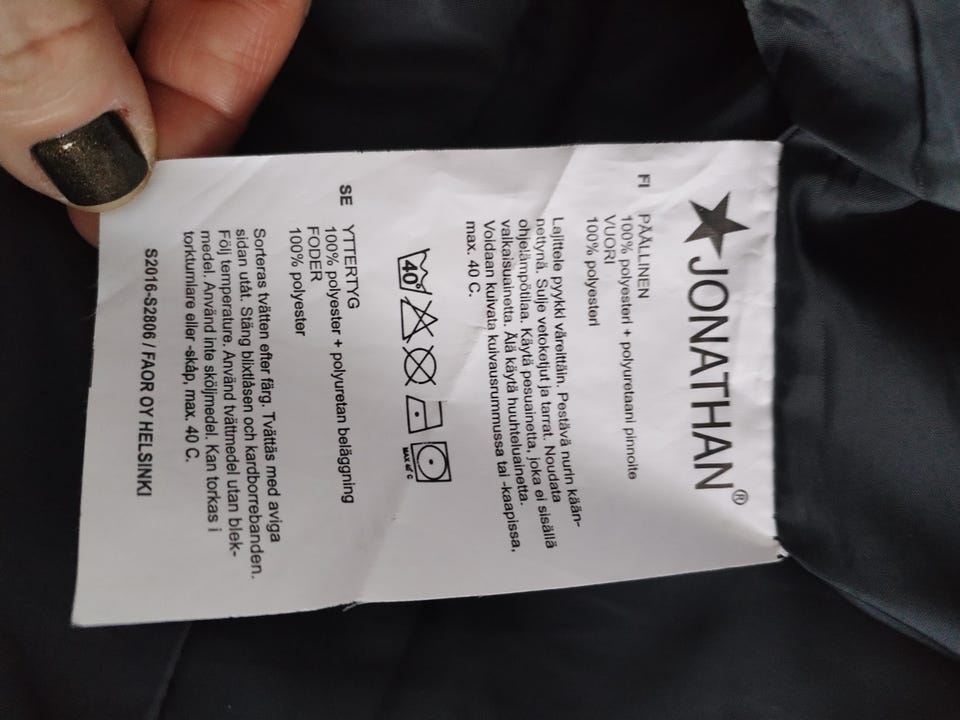 JONATHAN®
FI PÄÄLLINEN
100% polyesteri + polyuretaani pinnoite
VUORI
100% polyesteri
Lajittele pyykki väreittäin. Pestävä nurin kään-
nettynä. Sulje vetoketjut ja tarrat. Noudata
ohjelämpötilaa. Käytä pesuainetta, joka ei sisällä
valkaisuainetta. Älä käytä huuhteluainetta.
Voidaan kuivata kuivausrummussa tai -kaapissa,
max. 40 C.
40°
MAX 40° C
SE YTTERTYG
100% polyester + polyuretan beläggning
FODER
100% polyester
Sorteras tvätten efter färg. Tvättäs med aviga
sidan utåt. Stäng blixtlåsen och kardborrebanden.
Följ temperature. Använd tvättmedel utan blek-
medel. Använd inte sköljmedel. Kan torkas i
torktumlare eller -skåp, max. 40 C.
S2016-S2806 / FAOR OY HELSINKI